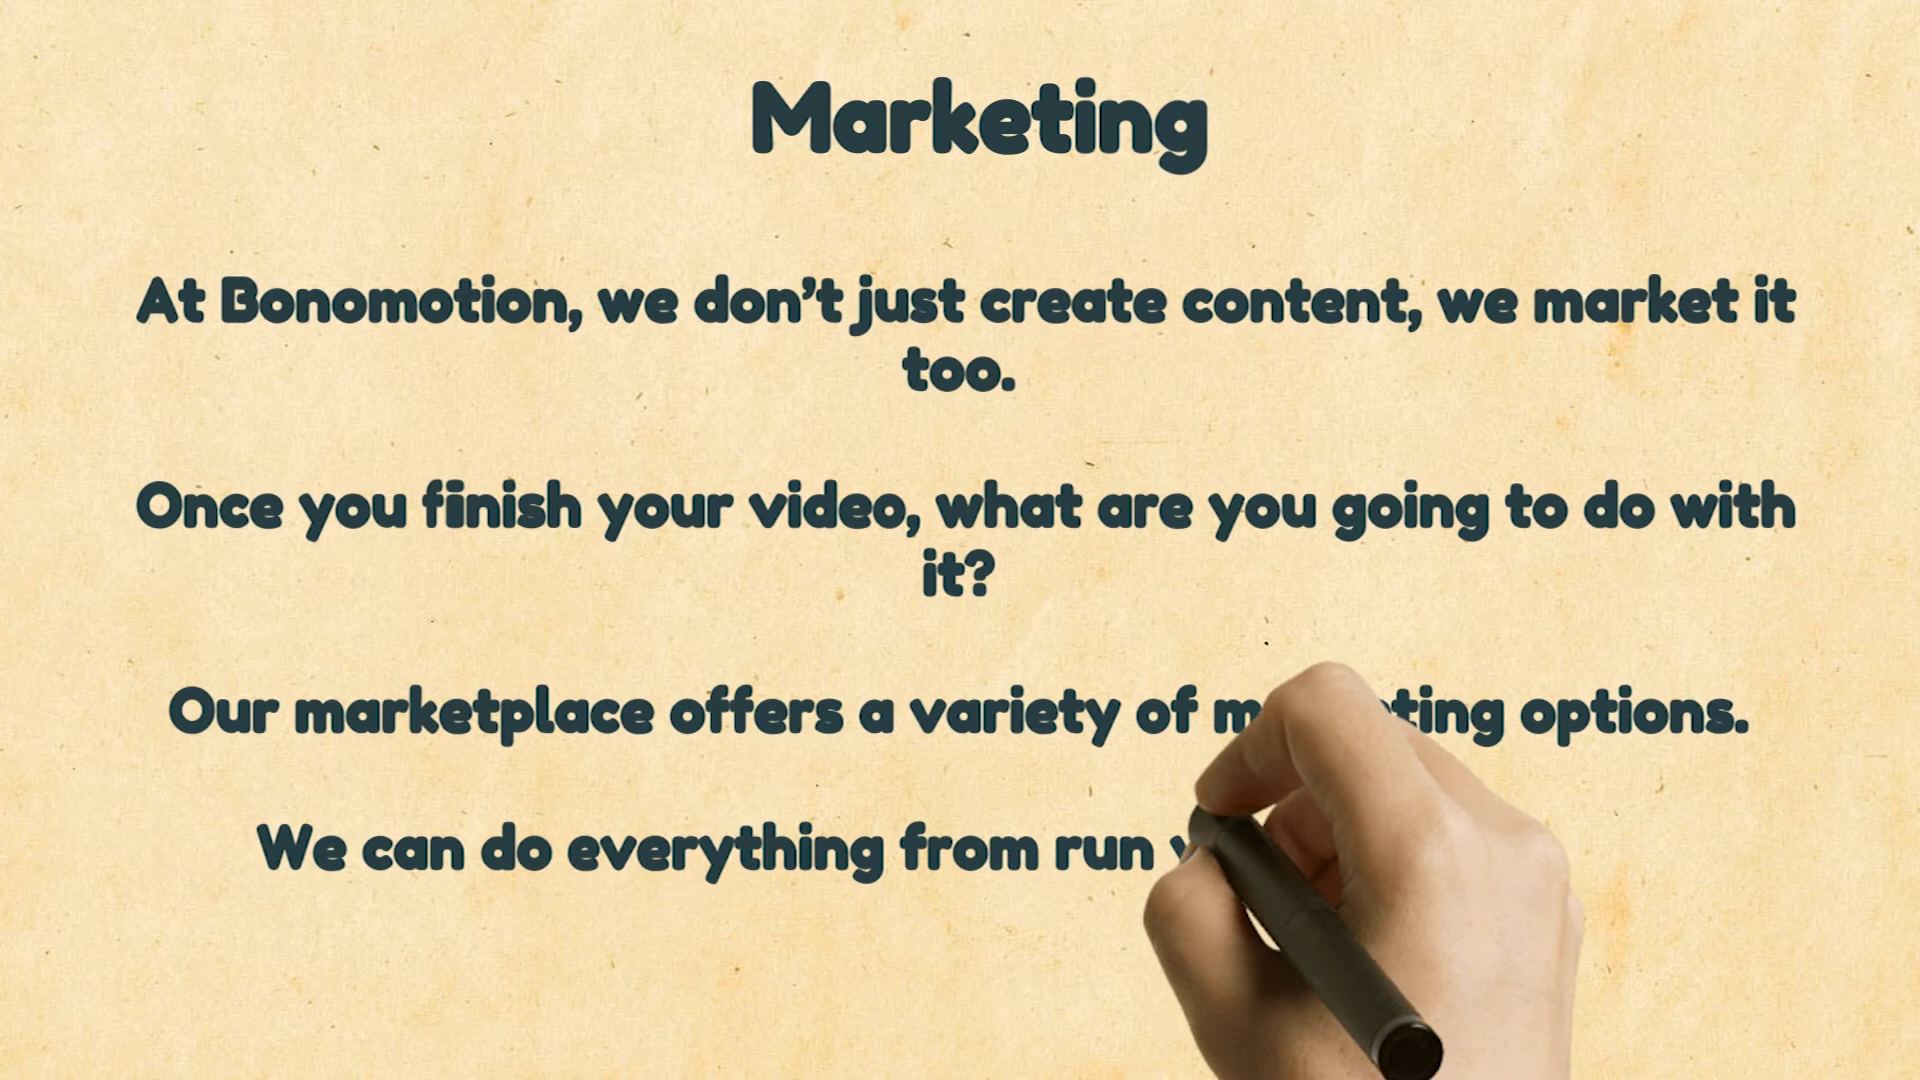 Marketing
At Bonomotion, we don’t just create content, we market it
too.
Once you finish your video, what are you going to do with
it?
Our marketplace offers a variety of options.
We can do everything from run